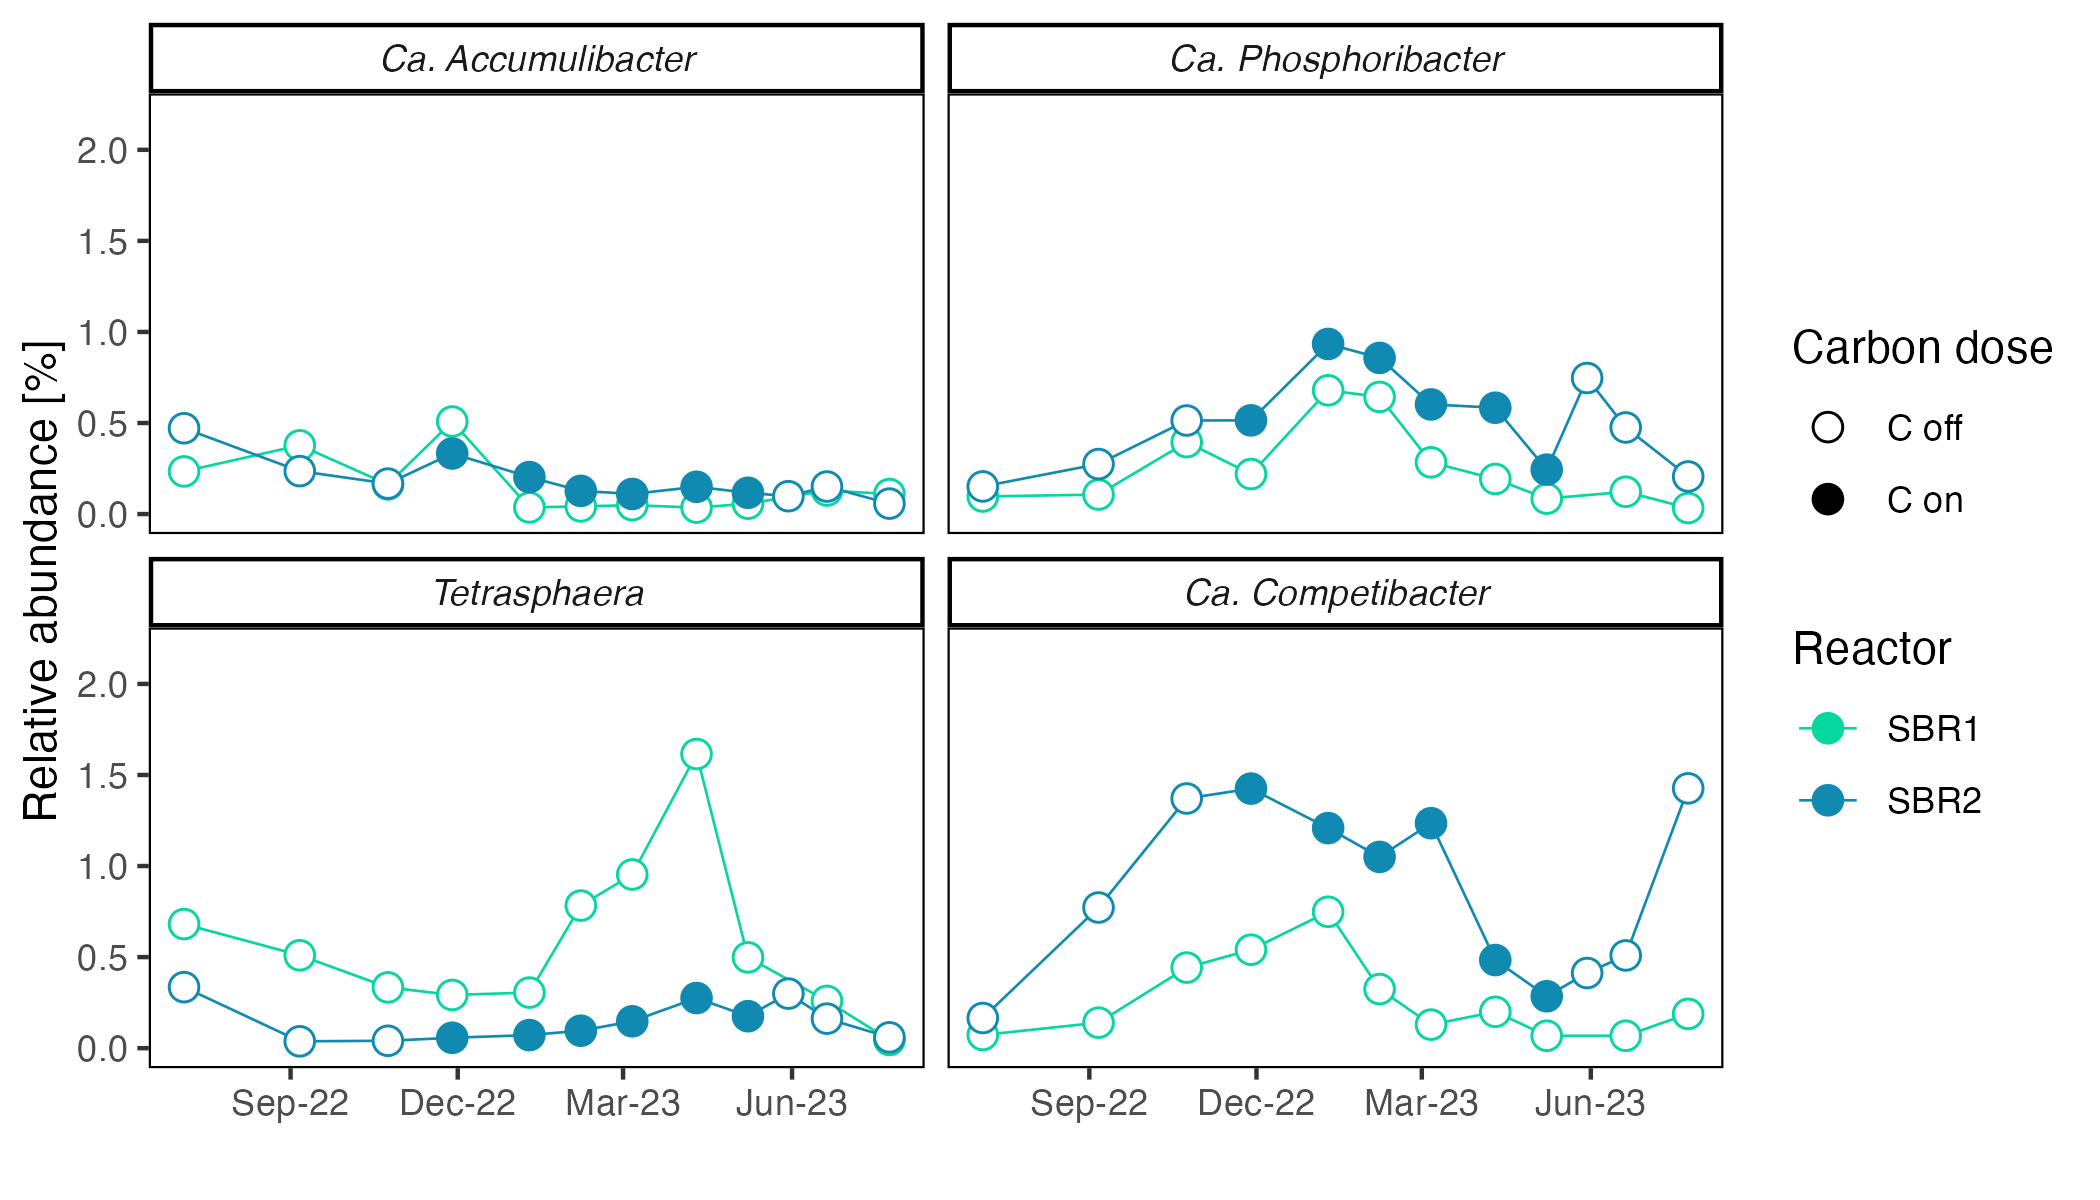 Ca. Accumulibacter
Ca. Phosphoribacter
2.0
1.5
1.0
0.5
0.0
Tetrasphaera
Ca. Competibacter
2.0
1.5
1.0
0.5
0.0
Sep-22
Dec-22
Mar-23
Jun-23
Sep-22
Dec-22
Mar-23
Jun-23
Relative abundance [%]
Carbon dose
C off
C on
Reactor
SBR1
SBR2